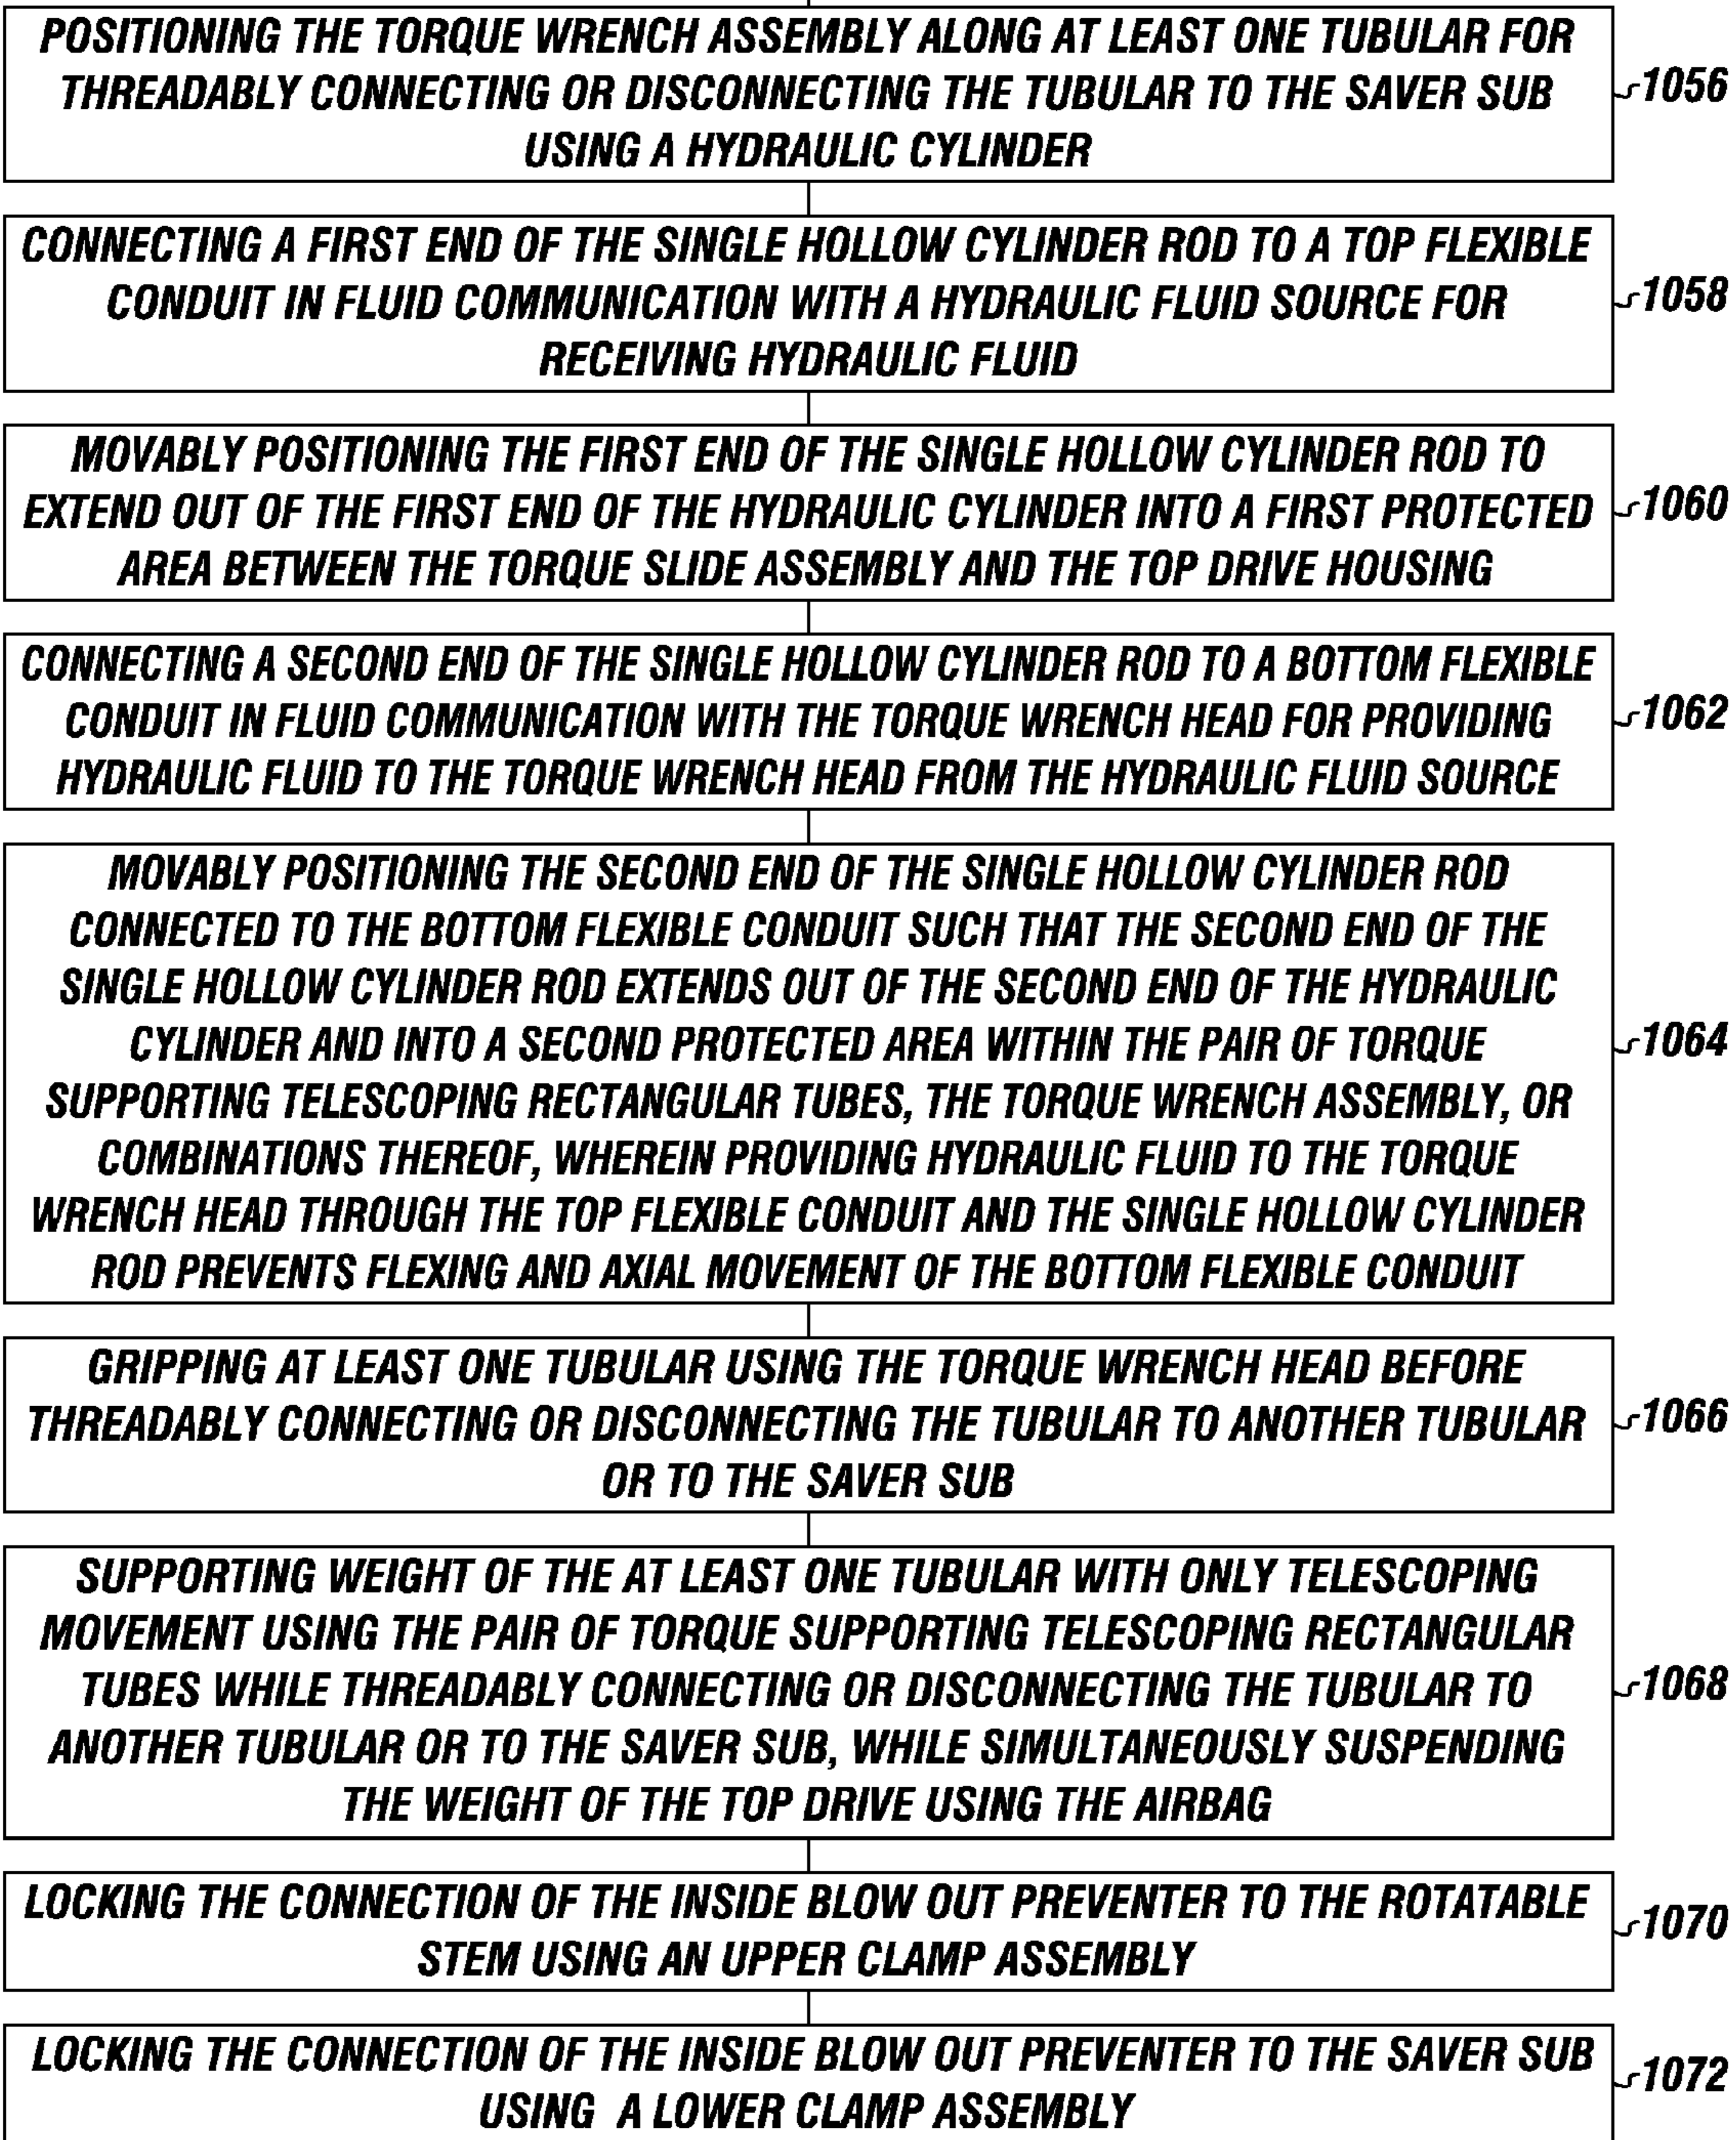 POSITIONING THE TORQUE WRENCH ASSEMBLY ALONG AT LEAST ONE TUBULAR FOR
THREADABLY CONNECTING OR DISCONNECTING THE TUBULAR TO THE SAVER SUB
USING A HYDRAULIC CYLINDER
1056
CONNECTING A FIRST END OF THE SINGLE HOLLOW CYLINDER ROD TO A TOP FLEXIBLE
CONDUIT IN FLUID COMMUNICATION WITH A HYDRAULIC FLUID SOURCE FOR
RECEIVING HYDRAULIC FLUID
1058
MOVABLY POSITIONING THE FIRST END OF THE SINGLE HOLLOW CYLINDER ROD TO
EXTEND OUT OF THE FIRST END OF THE HYDRAULIC CYLINDER INTO A FIRST PROTECTED
AREA BETWEEN THE TORQUE SLIDE ASSEMBLY AND THE TOP DRIVE HOUSING
1060
CONNECTING A SECOND END OF THE SINGLE HOLLOW CYLINDER ROD TO A BOTTOM FLEXIBLE
CONDUIT IN FLUID COMMUNICATION WITH THE TORQUE WRENCH HEAD FOR PROVIDING
HYDRAULIC FLUID TO THE TORQUE WRENCH HEAD FROM THE HYDRAULIC FLUID SOURCE
1062
MOVABLY POSITIONING THE SECOND END OF THE SINGLE HOLLOW CYLINDER ROD
CONNECTED TO THE BOTTOM FLEXIBLE CONDUIT SUCH THAT THE SECOND END OF THE
SINGLE HOLLOW CYLINDER ROD EXTENDS OUT OF THE SECOND END OF THE HYDRAULIC
CYLINDER AND INTO A SECOND PROTECTED AREA WITHIN THE PAIR OF TORQUE
SUPPORTING TELESCOPING RECTANGULAR TUBES, THE TORQUE WRENCH ASSEMBLY, OR
COMBINATIONS THEREOF, WHEREIN PROVIDING HYDRAULIC FLUID TO THE TORQUE
WRENCH HEAD THROUGH THE TOP FLEXIBLE CONDUIT AND THE SINGLE HOLLOW CYLINDER
ROD PREVENTS FLEXING AND AXIAL MOVEMENT OF THE BOTTOM FLEXIBLE CONDUIT
1064
GRIPPING AT LEAST ONE TUBULAR USING THE TORQUE WRENCH HEAD BEFORE
THREADABLY CONNECTING OR DISCONNECTING THE TUBULAR TO ANOTHER TUBULAR
OR TO THE SAVER SUB
1066
SUPPORTING WEIGHT OF THE AT LEAST ONE TUBULAR WITH ONLY TELESCOPING
MOVEMENT USING THE PAIR OF TORQUE SUPPORTING TELESCOPING RECTANGULAR
TUBES WHILE THREADABLY CONNECTING OR DISCONNECTING THE TUBULAR TO
ANOTHER TUBULAR OR TO THE SAVER SUB, WHILE SIMULTANEOUSLY SUSPENDING
THE WEIGHT OF THE TOP DRIVE USING THE AIRBAG
1068
LOCKING THE CONNECTION OF THE INSIDE BLOW OUT PREVENTER TO THE ROTATABLE
STEM USING AN UPPER CLAMP ASSEMBLY
1070
LOCKING THE CONNECTION OF THE INSIDE BLOW OUT PREVENTER TO THE SAVER SUB
USING A LOWER CLAMP ASSEMBLY
1072